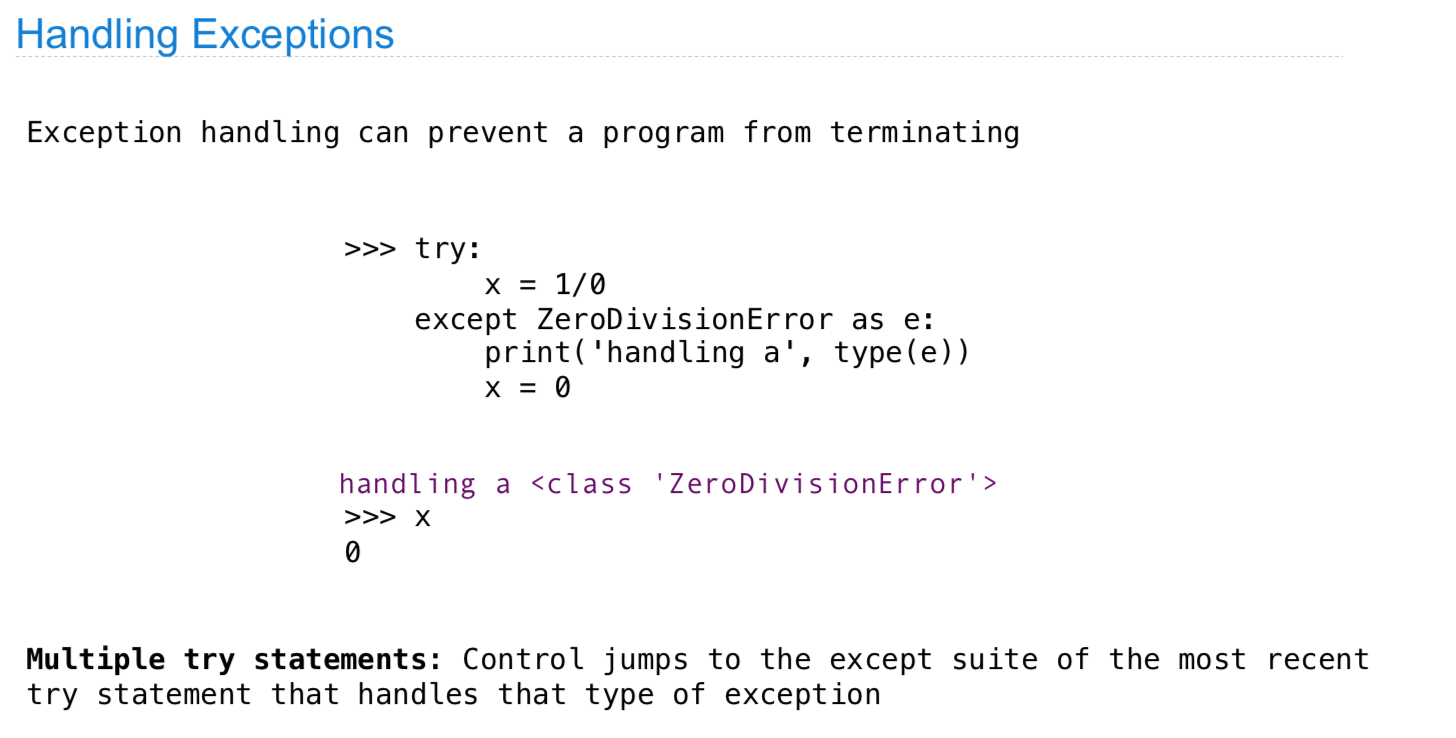 Handling Exceptions
Exception handling can prevent a program from terminating
>>> try:
        x = 1/0
    except ZeroDivisionError as e:
        print('handling a', type(e))
        x = 0
handling a <class 'ZeroDivisionError'>
>>> x
0
Multiple try statements: Control jumps to the except suite of the most recent
try statement that handles that type of exception